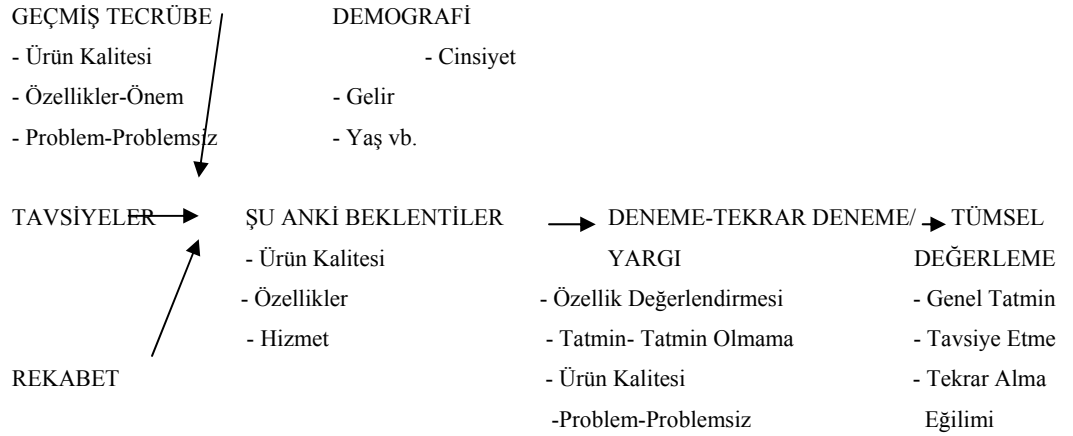 GEÇMİŞ TECRÜBE DEMOGRAFİ
- Ürün Kalitesi - Cinsiyet
- Özellikler-Önem - Gelir
- Problem-Problemsiz - Yaş vb.
TAVSİYELER ŞU ANKİ BEKLENTİLER DENEME-TEKRAR DENEME/ TÜMSEL
- Ürün Kalitesi YARGI DEĞERLEME
- Özellikler - Özellik Değerlendirmesi - Genel Tatmin
- Hizmet - Tatmin- Tatmin Olmama - Tavsiye Etme
REKABET - Ürün Kalitesi - Tekrar Alma
-Problem-Problemsiz Eğilimi